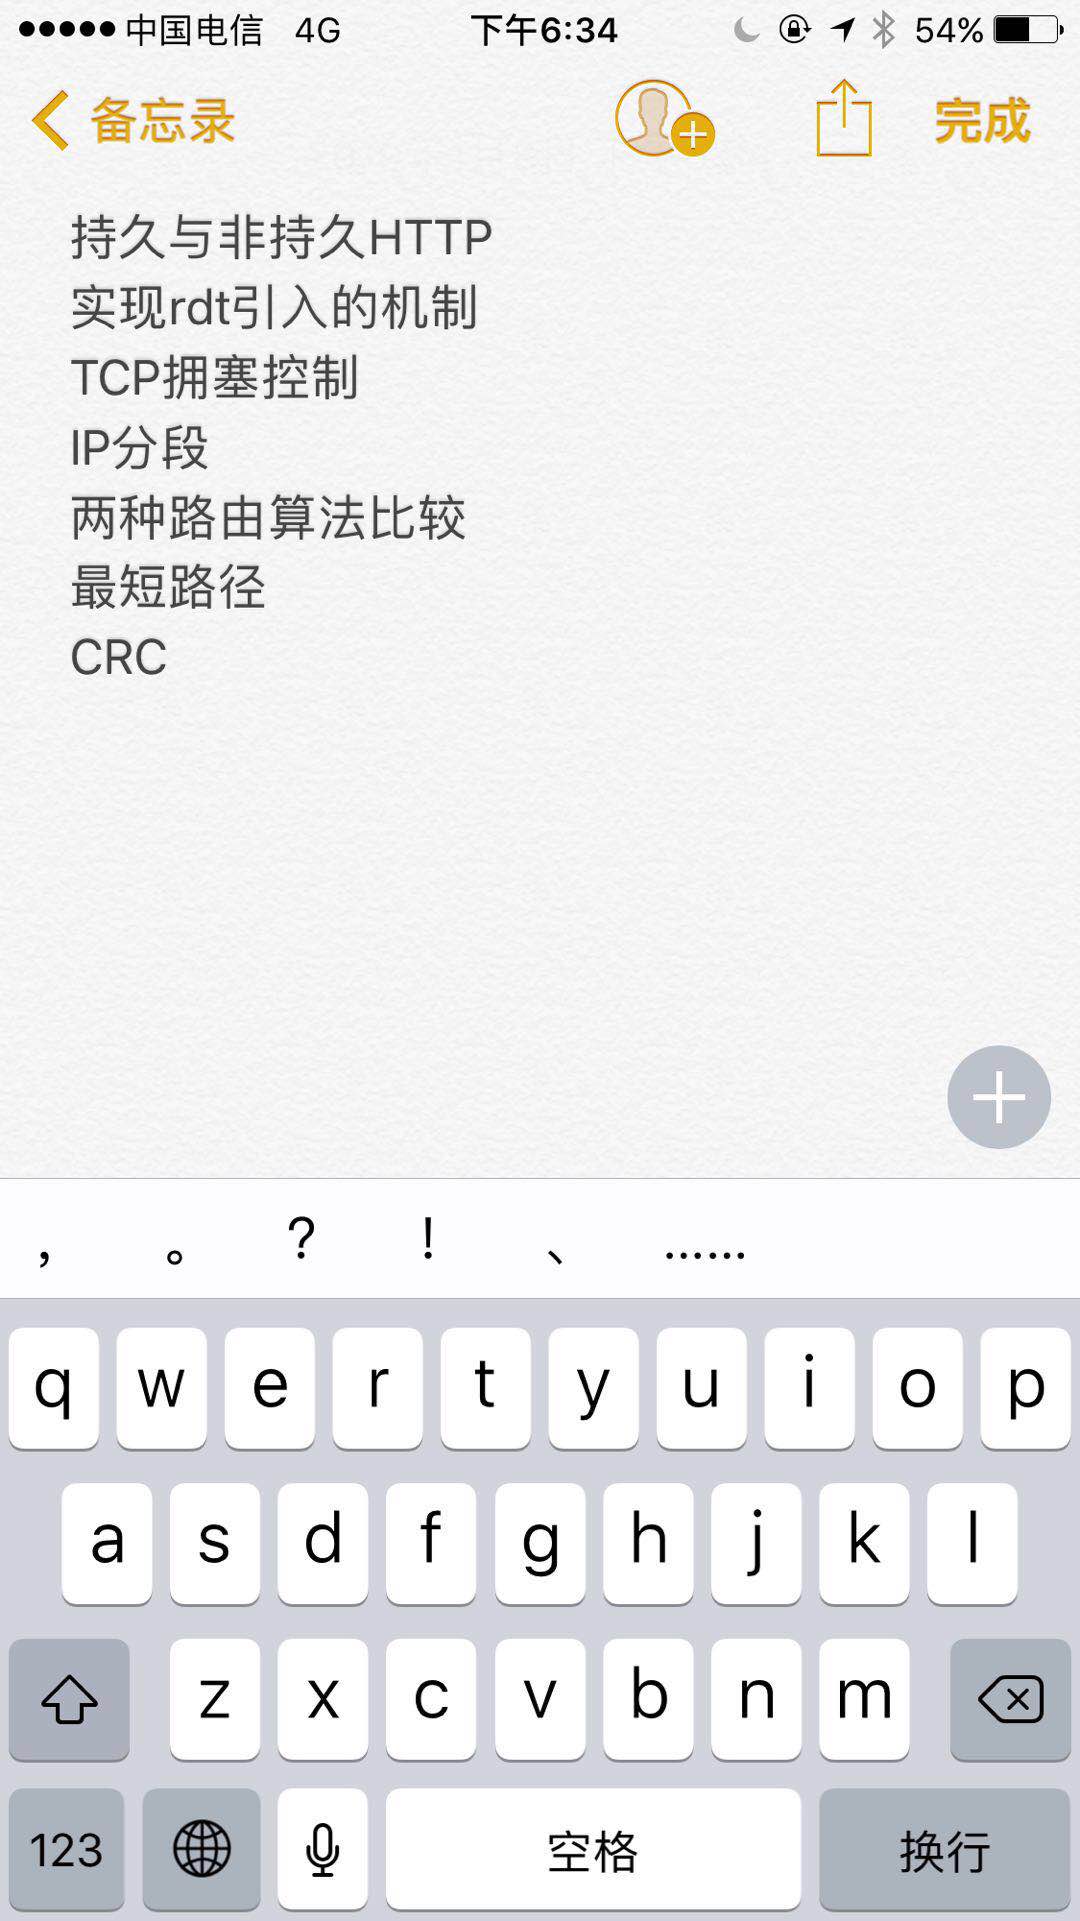 中国电信 4G 下午6:34 54%
备忘录 完成
持久与非持久HTTP
实现rdt引入的机制
TCP拥塞控制
IP分段
两种路由算法比较
最短路径
CRC
， 。 ？ ！ 、 ……
q w e r t y u i o p
a s d f g h j k l
z x c v b n m
123 空格 换行